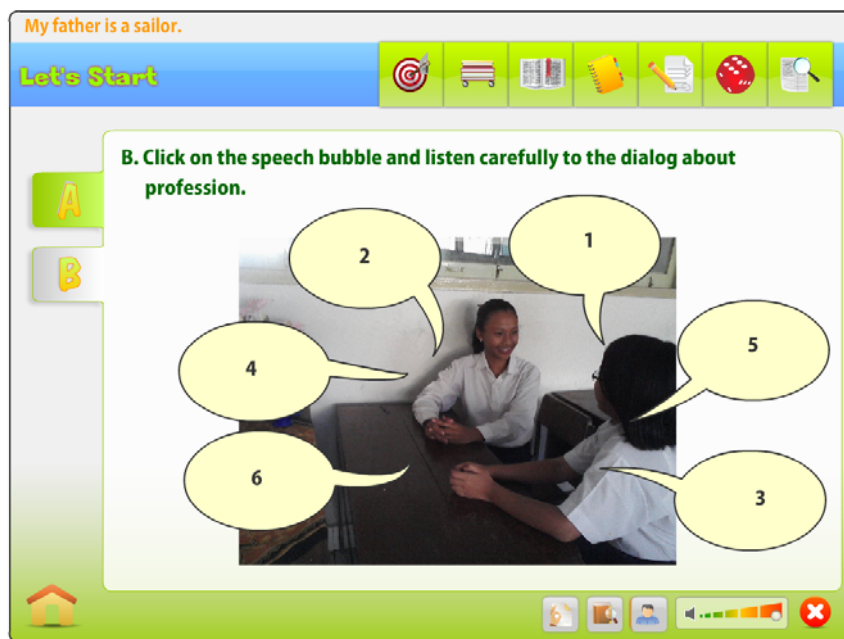 My father is a sailor.
Let's Start
A
B
B. Click on the speech bubble and listen carefully to the dialog about
profession.
2
1
4
5
6
3